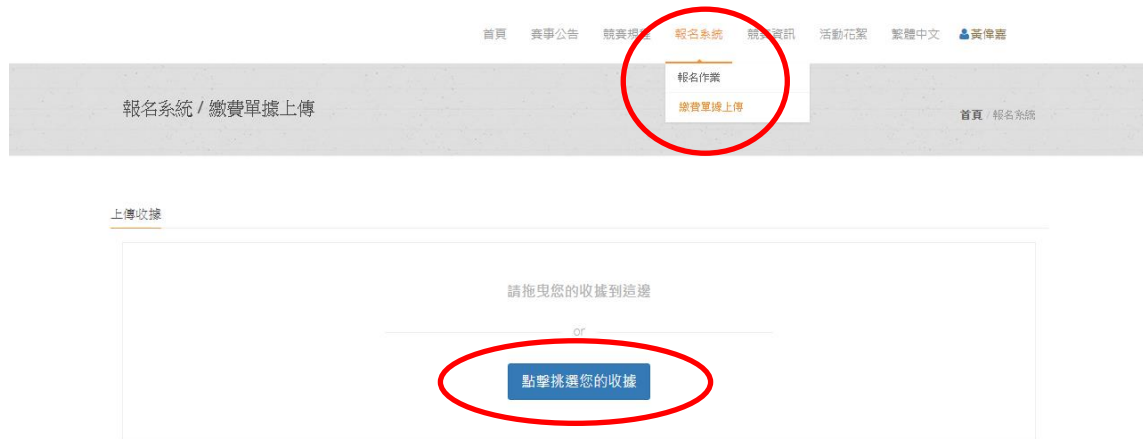 首頁 賽事公告 競賽規程 報名系統 競賽資訊 活動花絮 繁體中文 黃偉嘉
報名作業
繳費單據上傳
報名系統 / 繳費單據上傳
首頁 / 報名系統
上傳收據
請拖曳您的收據到這邊
or
點擊挑選您的收據